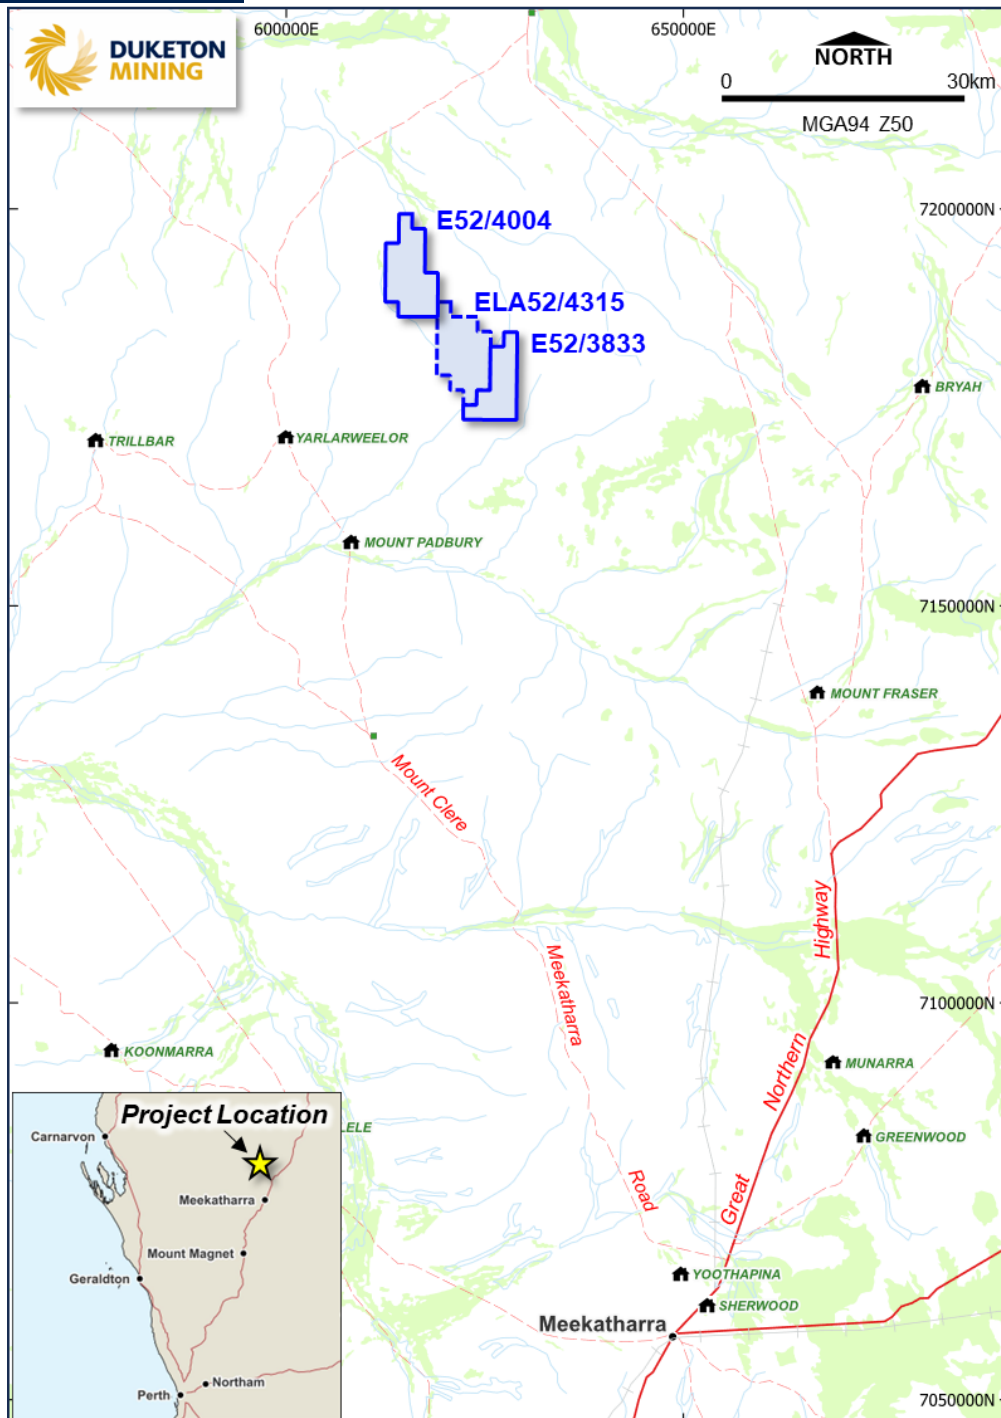 DUKETON
MINING
600000E
650000E
NORTH
0
30km
MGA94 Z50
7200000N
E52/4004
ELA52/4315
E52/3833
BRYAH
TRILLBAR
YARLARWEELOR
MOUNT PADBURY
7150000N
MOUNT FRASER
Mount Clere
Highway
Meekatharra
7100000N
KOONMARRA
Northern
MUNARRA
Project Location
LELE
GREENWOOD
Carnarvon
Meekatharra
Road
Great
Mount Magnet
Geraldton
YOOTHAPINA
SHERWOOD
Meekatharra
Northam
Perth
7050000N